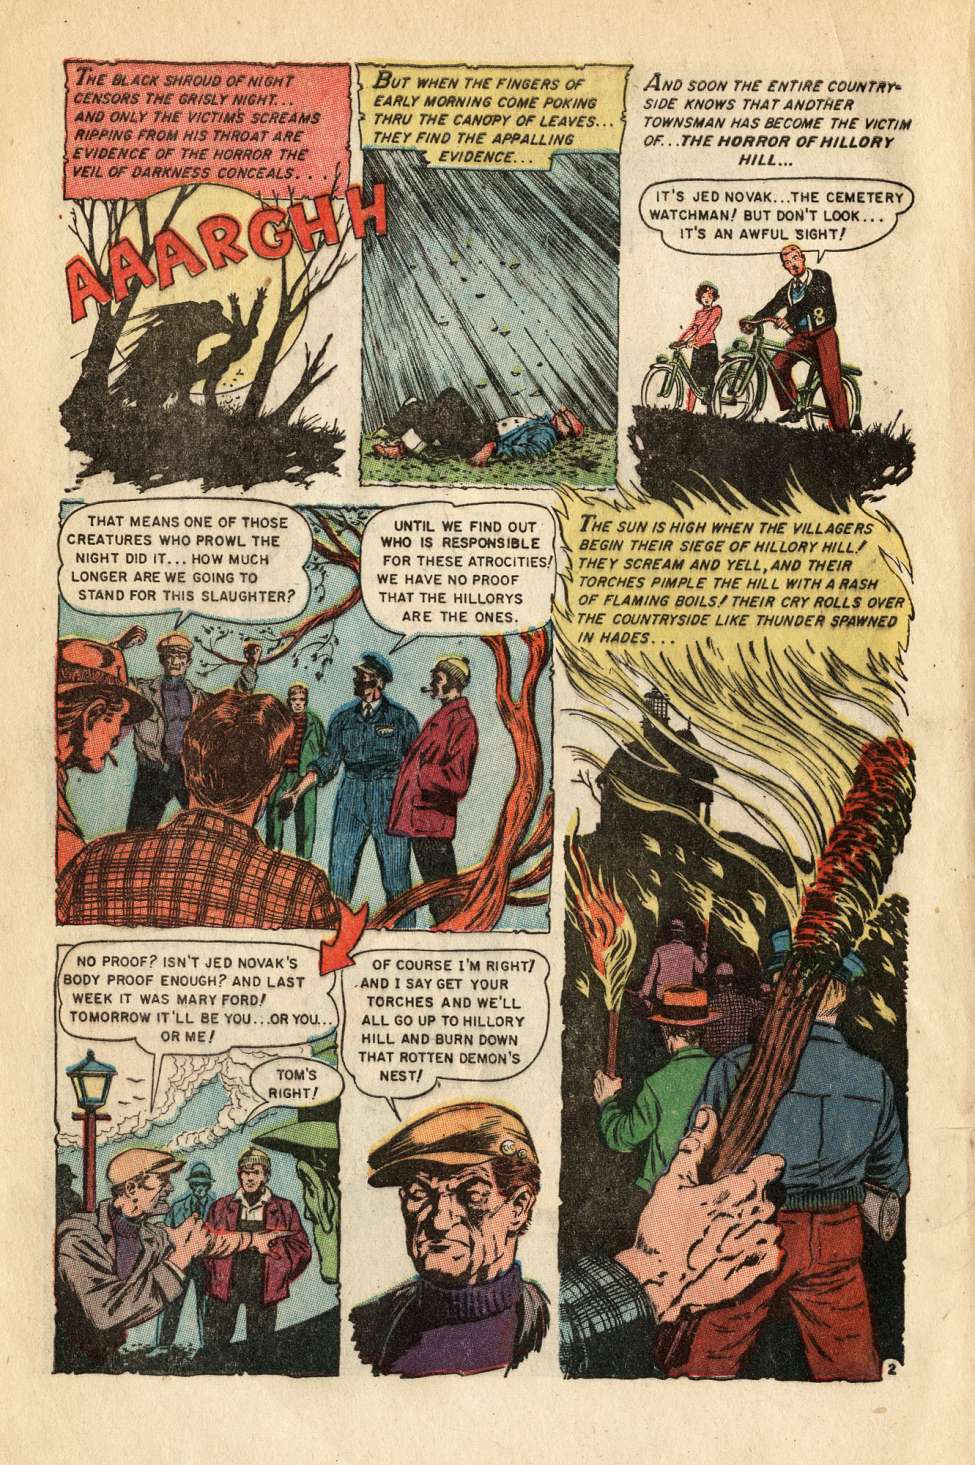 THE BLACK SHROUD OF NIGHT
CENSORS THE GRISLY NIGHT...
AND ONLY THE VICTIM'S SCREAMS
RIPPING FROM HIS THROAT ARE
EVIDENCE OF THE HORROR THE
VEIL OF DARKNESS CONCEALS....
AAARGHH
BUT WHEN THE FINGERS OF
EARLY MORNING COME POKING
THRU THE CANOPY OF LEAVES...
THEY FIND THE APPALLING
EVIDENCE...
AND SOON THE ENTIRE COUNTRY-
SIDE KNOWS THAT ANOTHER
TOWNSMAN HAS BECOME THE VICTIM
OF...THE HORROR OF HILLORY
HILL...
IT'S JED NOVAK...THE CEMETERY
WATCHMAN! BUT DON'T LOOK...
IT'S AN AWFUL SIGHT!
8
THAT MEANS ONE OF THOSE
CREATURES WHO PROWL THE
NIGHT DID IT... HOW MUCH
LONGER ARE WE GOING TO
STAND FOR THIS SLAUGHTER?
UNTIL WE FIND OUT
WHO IS RESPONSIBLE
FOR THESE ATROCITIES!
WE HAVE NO PROOF
THAT THE HILLORYS
ARE THE ONES.
NO PROOF? ISN'T JED NOVAK'S
BODY PROOF ENOUGH? AND LAST
WEEK IT WAS MARY FORD!
TOMORROW IT'LL BE YOU...OR YOU...
OR ME!
TOM'S
RIGHT!
OF COURSE I'M RIGHT!
AND I SAY GET YOUR
TORCHES AND WE'LL
ALL GO UP TO HILLORY
HILL AND BURN DOWN
THAT ROTTEN DEMON'S
NEST!
THE SUN IS HIGH WHEN THE VILLAGERS
BEGIN THEIR SIEGE OF HILLORY HILL!
THEY SCREAM AND YELL, AND THEIR
TORCHES PIMPLE THE HILL WITH A RASH
OF FLAMING BOILS! THEIR CRY ROLLS OVER
THE COUNTRYSIDE LIKE THUNDER SPAWNED
IN HADES...
2